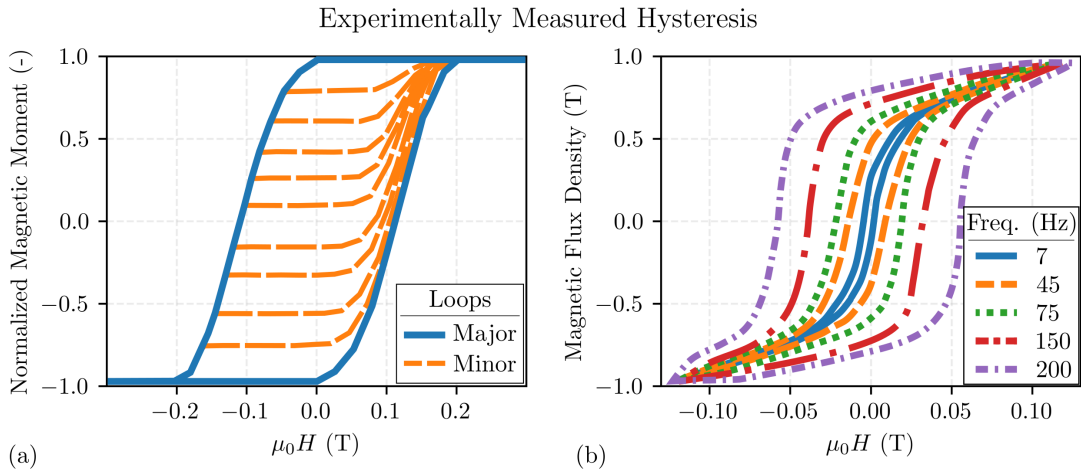 Experimentally Measured Hysteresis
Normalized Magnetic Moment (-)
1.0
0.5
0.0
−0.5
−1.0
−0.2
−0.1
0.0
0.1
0.2
μ₀H (T)
Loops
Major
Minor
(a)
Magnetic Flux Density (T)
1.0
0.5
0.0
−0.5
−1.0
−0.10
−0.05
0.00
0.05
0.10
μ₀H (T)
Freq. (Hz)
7
45
75
150
200
(b)